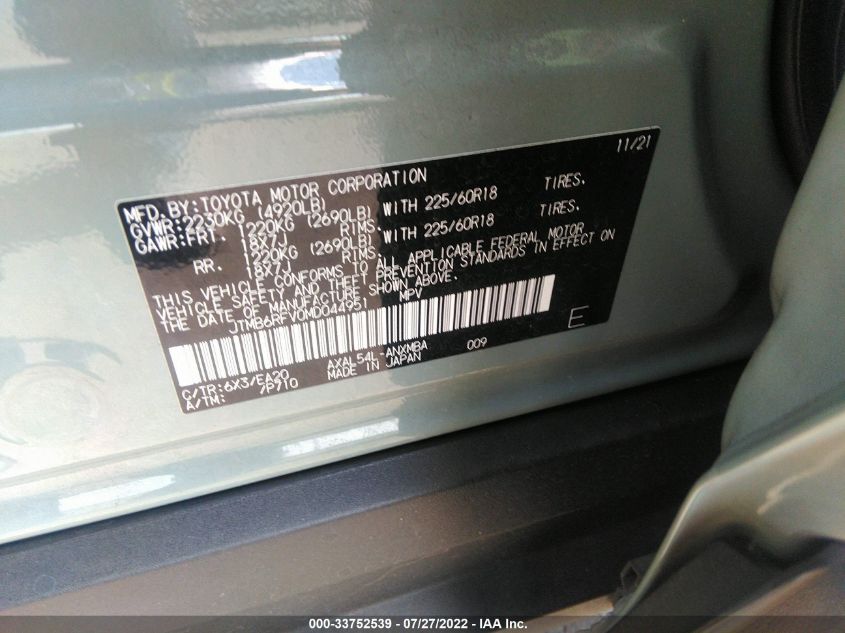 11/21
MFD.BY:TOYOTA MOTOR CORPORATION
GVWR:2230KG (4920LB)
GAWR:FRT 1220KG (2690LB) WITH 225/60R18 TIRES,
18X7J RIMS,
RR. 1220KG (2690LB) WITH 225/60R18 TIRES,
18X7J RIMS,
THIS VEHICLE CONFORMS TO ALL APPLICABLE FEDERAL MOTOR
VEHICLE SAFETY AND THEFT PREVENTION STANDARDS IN EFFECT ON
THE DATE OF MANUFACTURE SHOWN ABOVE.
JTMB6RFV0MD044951 MPV
E
C/TR:6X3/EA20 AXAL54L-ANXMBA 009
A/TM: /P710 MADE IN JAPAN
000-33752539 / 07/27/2022 - IAA Inc.